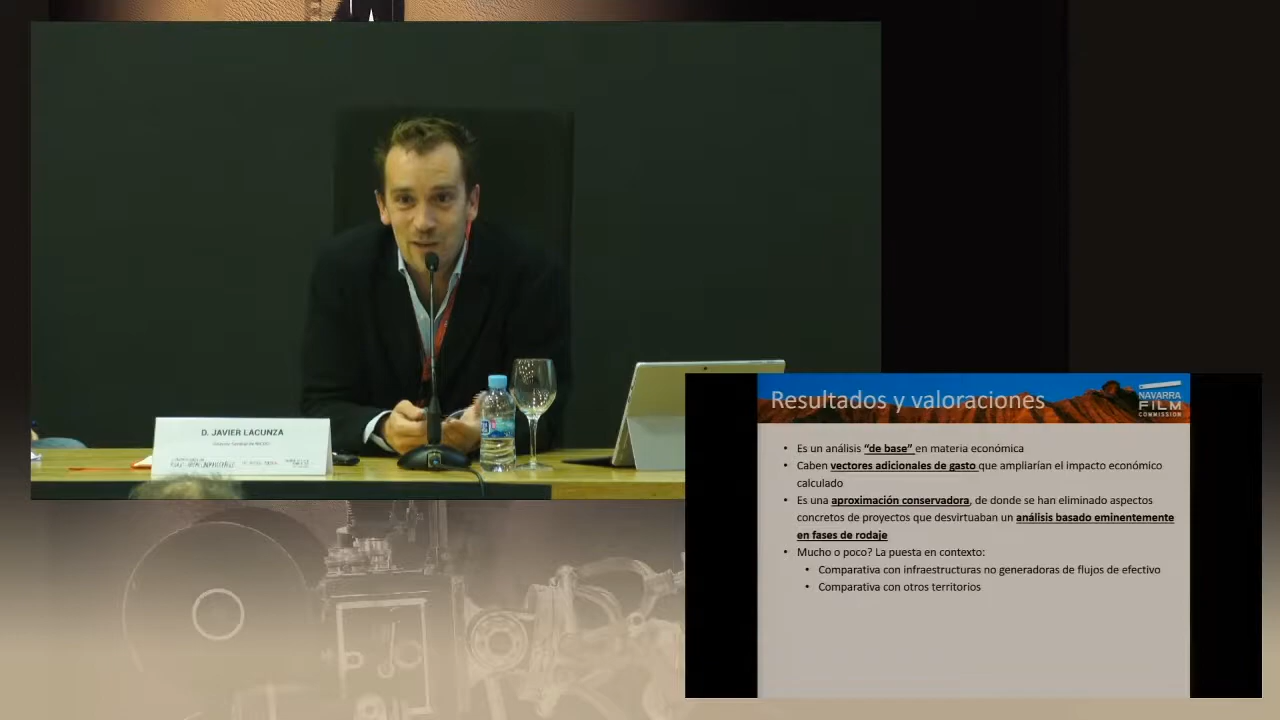 D. JAVIER LACUNZA
Resultados y valoraciones
NAVARRA
FILM
COMMISSION
• Es un análisis “de base” en materia económica
• Caben vectores adicionales de gasto que ampliarían el impacto económico
calculado
• Es una aproximación conservadora, de donde se han eliminado aspectos
concretos de proyectos que desvirtuaban un análisis basado eminentemente
en fases de rodaje
• Mucho o poco? La puesta en contexto:
• Comparativa con infraestructuras no generadoras de flujos de efectivo
• Comparativa con otros territorios